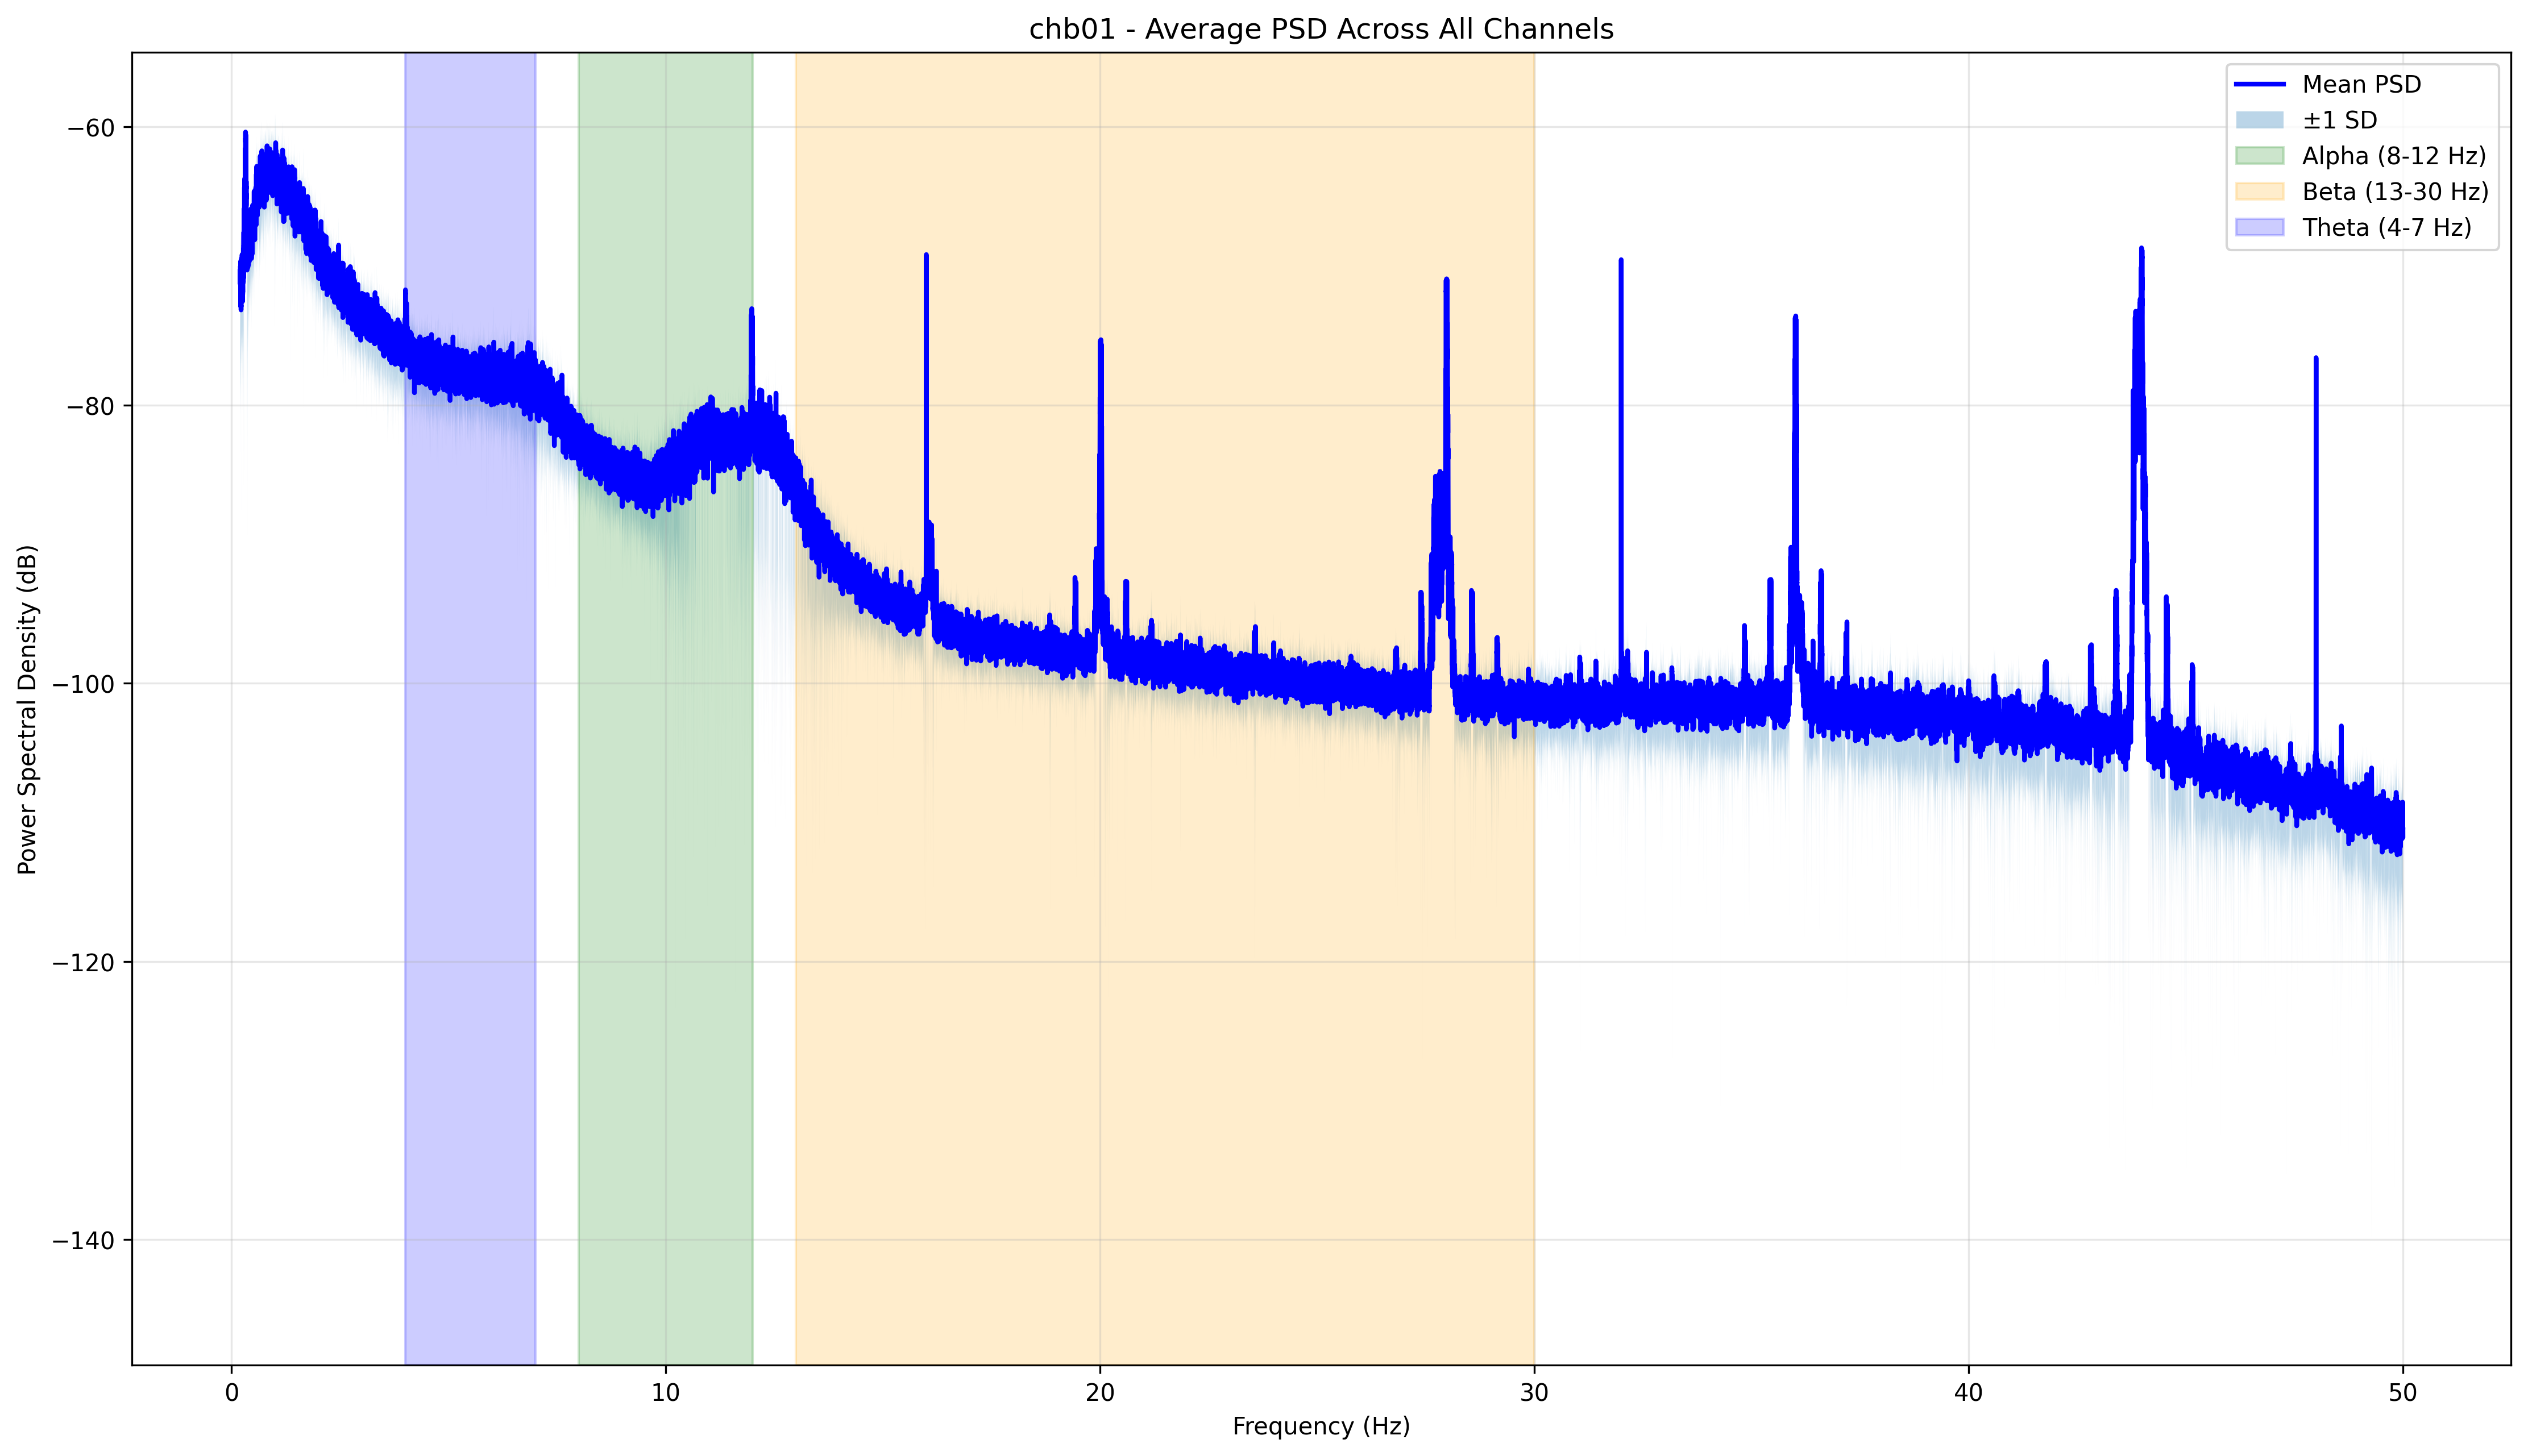 chb01 - Average PSD Across All Channels
Mean PSD
±1 SD
Alpha (8-12 Hz)
Beta (13-30 Hz)
Theta (4-7 Hz)
Power Spectral Density (dB)
−60
−80
−100
−120
−140
0 10 20 30 40 50
Frequency (Hz)